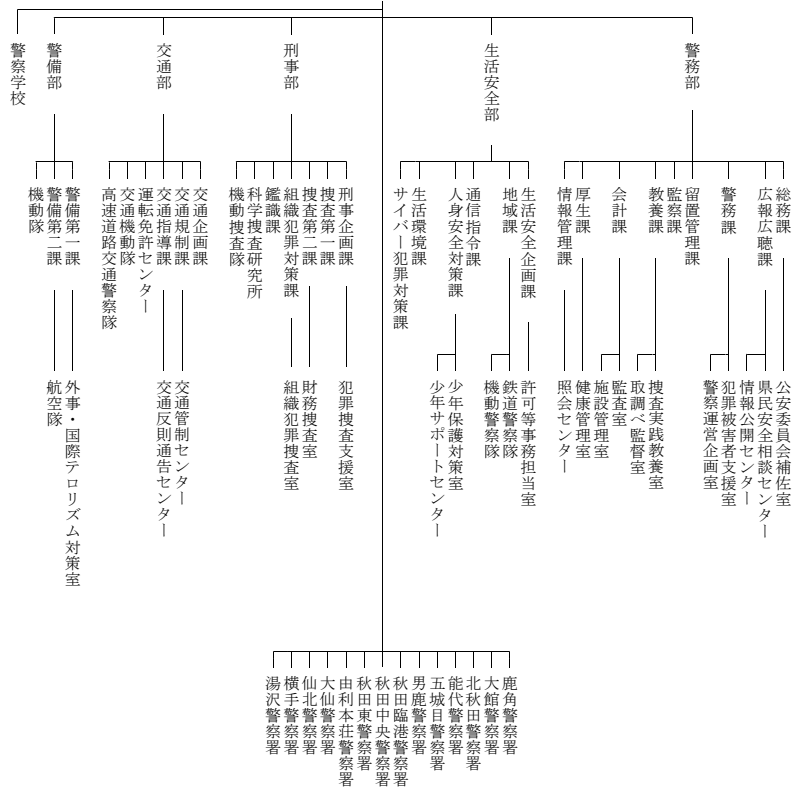 警務部
生活安全部
刑事部
交通部
警備部
警察学校
総務課
広報広聴課
警務課
留置管理課
監察課
教養課
会計課
厚生課
情報管理課
生活安全企画課
地域課
通信指令課
人身安全対策課
生活環境課
サイバー犯罪対策課
刑事企画課
捜査第一課
捜査第二課
組織犯罪対策課
鑑識課
科学捜査研究所
機動捜査隊
交通企画課
交通規制課
交通指導課
運転免許センター
交通機動隊
高速道路交通警察隊
警備第一課
警備第二課
機動隊
公安委員会補佐室
県民安全相談センター
情報公開センター
犯罪被害者支援室
警察運営企画室
捜査実践教養室
取調べ監督室
監査室
施設管理室
健康管理室
照会センター
許可等事務担当室
鉄道警察隊
機動警察隊
少年保護対策室
少年サポートセンター
犯罪捜査支援室
財務捜査室
組織犯罪捜査室
交通管制センター
交通反則通告センター
外事・国際テロリズム対策室
航空隊
鹿角警察署
大館警察署
北秋田警察署
能代警察署
五城目警察署
男鹿警察署
秋田臨港警察署
秋田中央警察署
秋田東警察署
由利本荘警察署
大仙警察署
仙北警察署
横手警察署
湯沢警察署